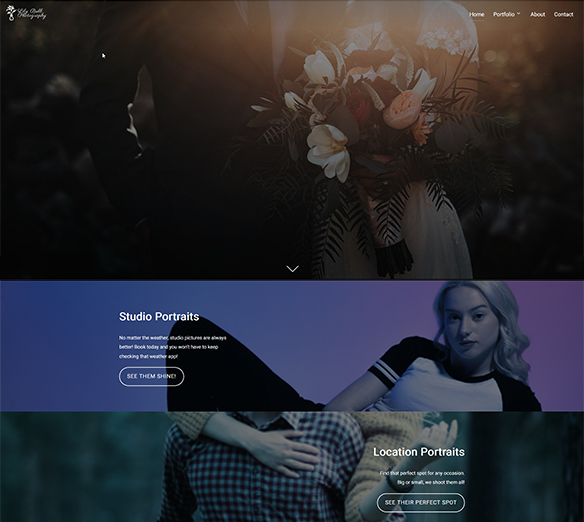 Photography
Home Portfolio About Contact
Studio Portraits
No matter the weather, studio pictures are always
better! Book today and you won't have to keep
checking that weather app!
SEE THEM SHINE!
Location Portraits
Find that perfect spot for any occasion.
Big or small, we shoot them all!
SEE THEIR PERFECT SPOT